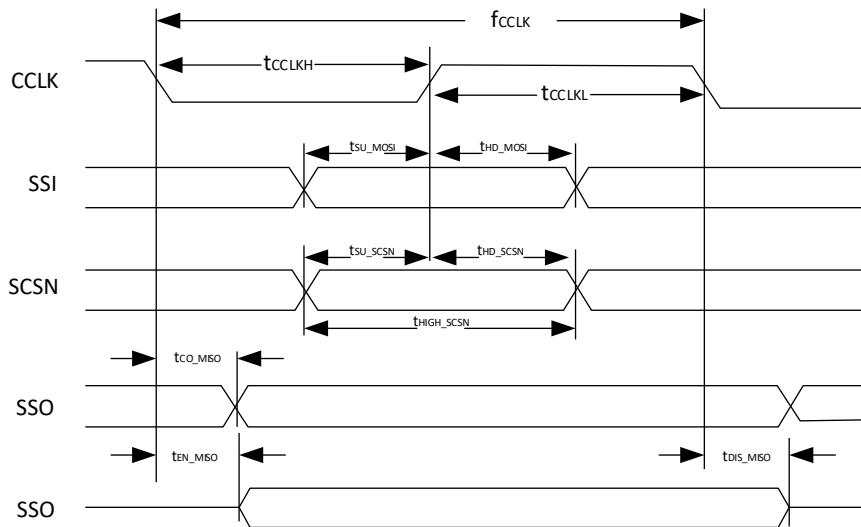 fCCLK
CCLK
tCCLKH
tCCLKL
tSU_MOSI
tHD_MOSI
SSI
tSU_SCSN
tHD_SCSN
SCSN
tHIGH_SCSN
tCO_MISO
SSO
tEN_MISO
tDIS_MISO
SSO